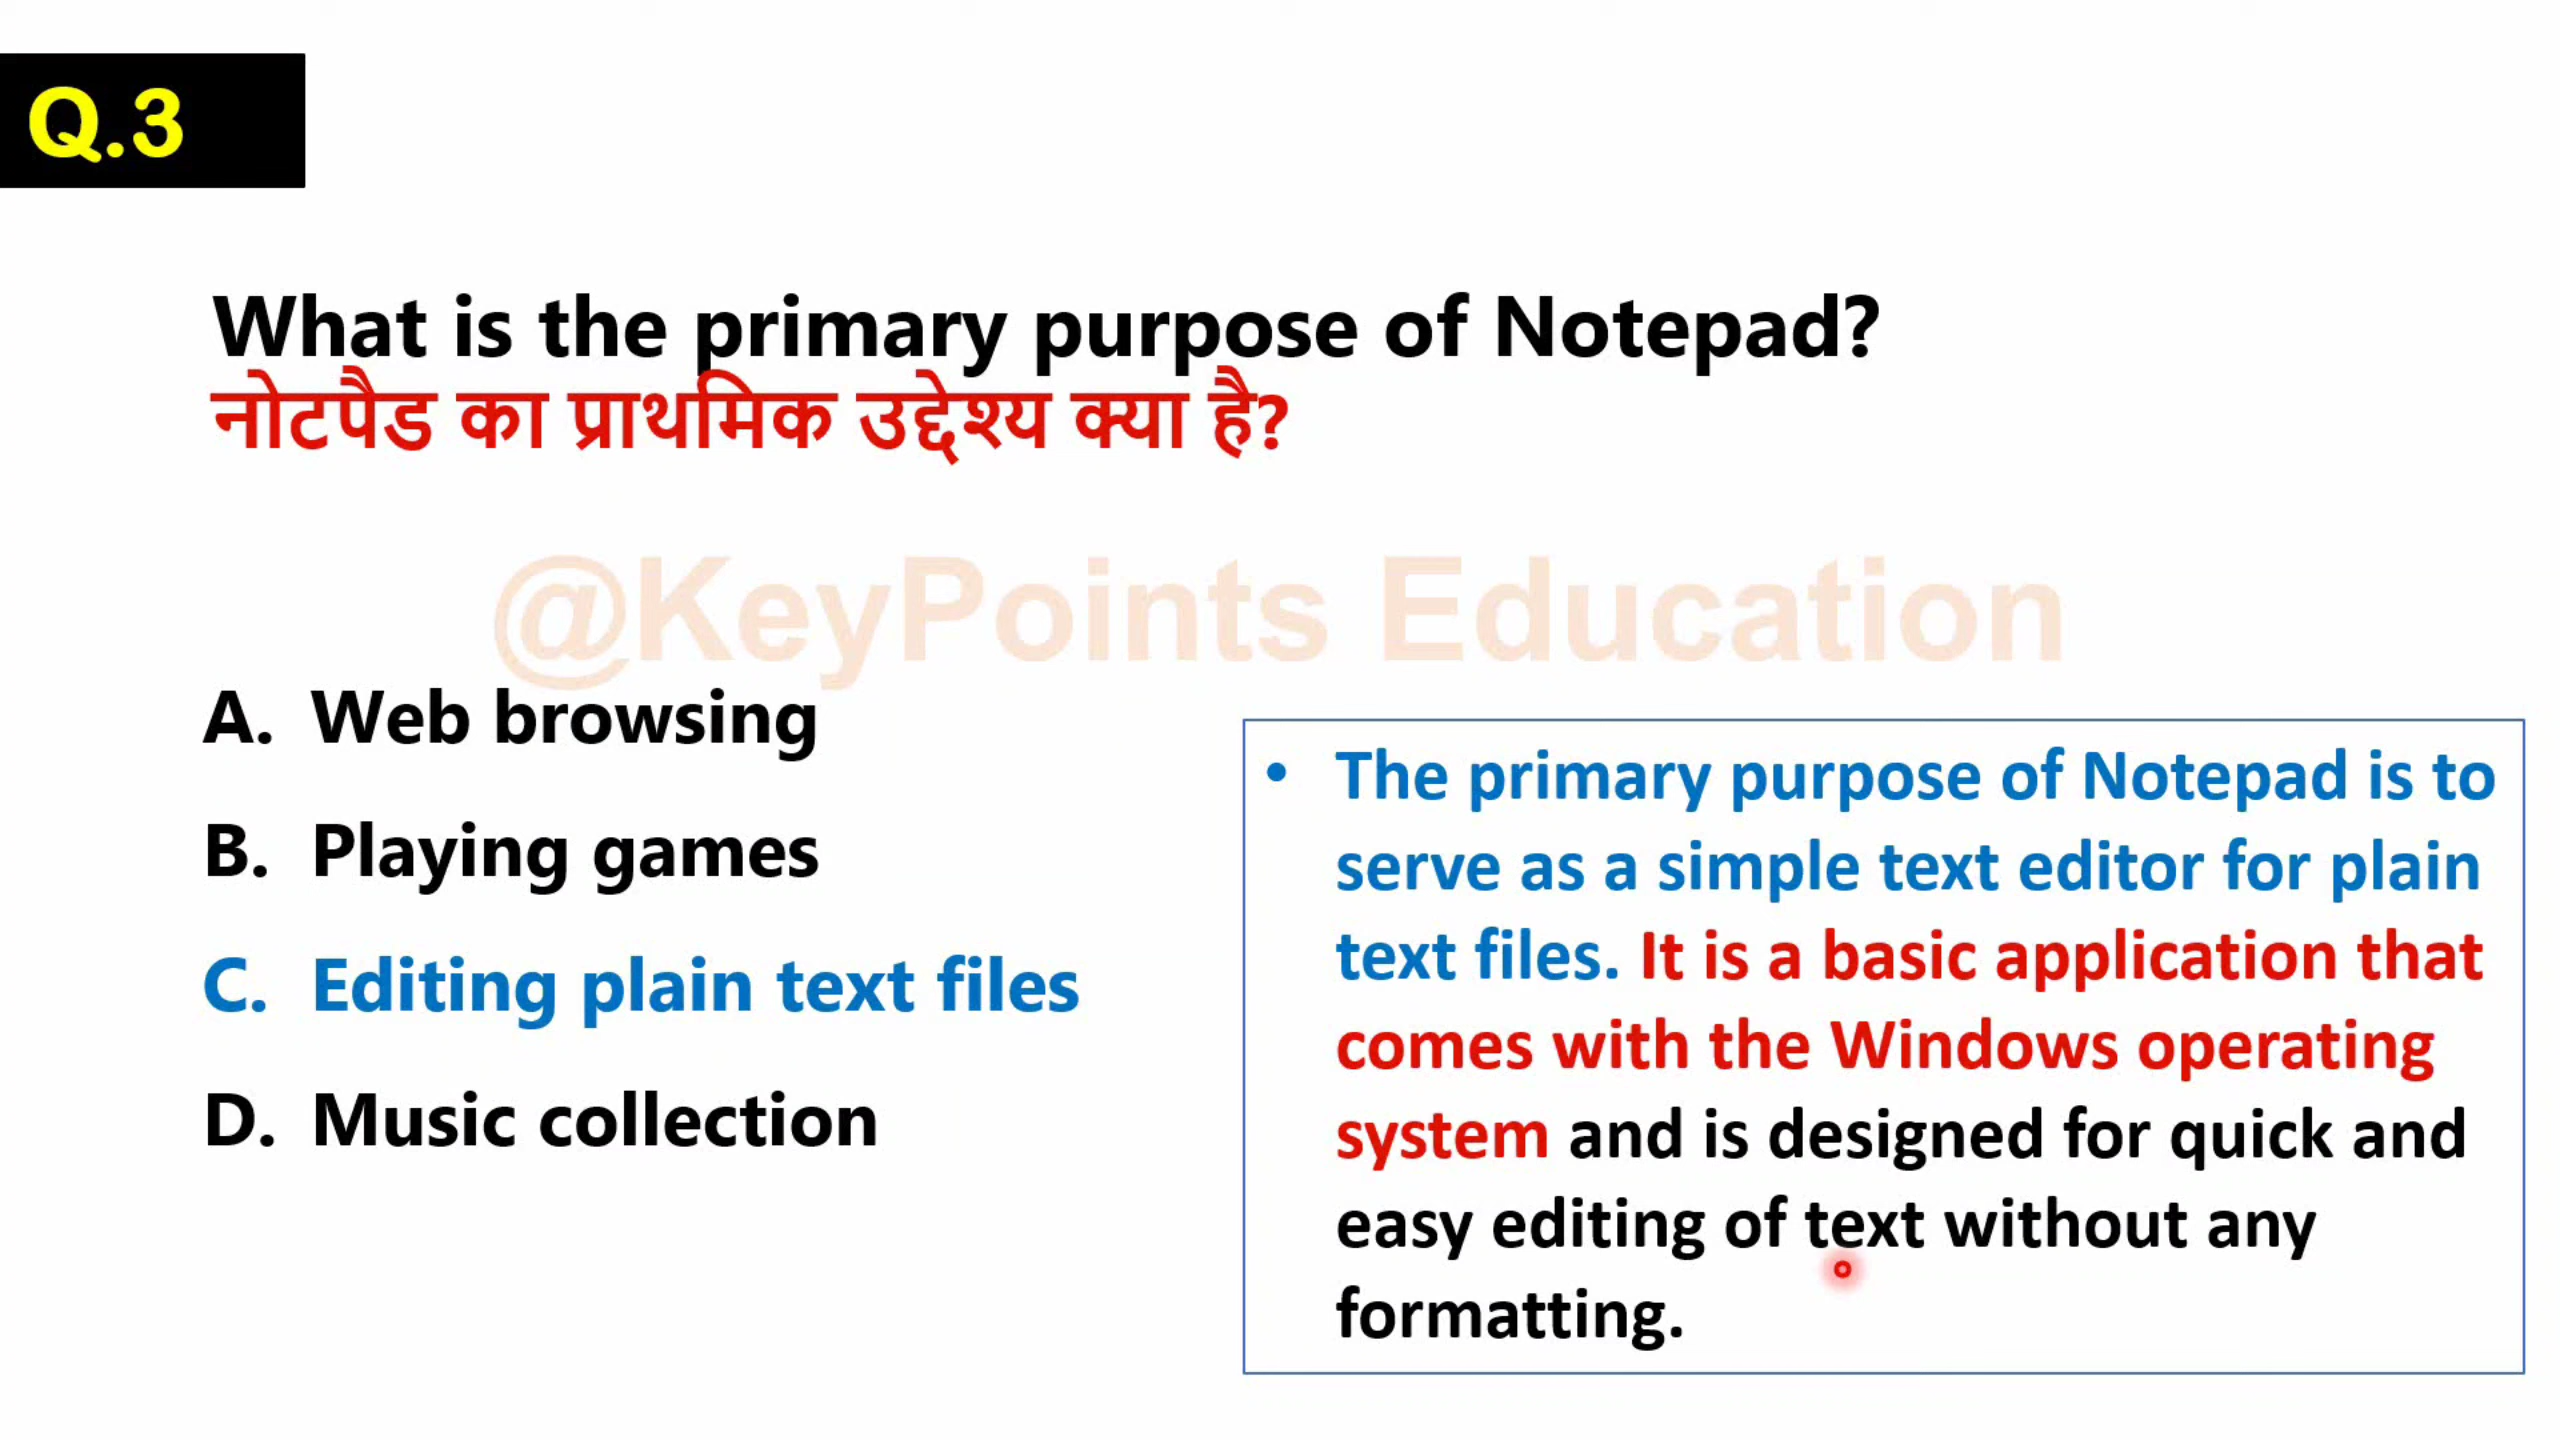 Q.3
What is the primary purpose of Notepad?
नोटपैड का प्राथमिक उद्देश्य क्या है?
@KeyPoints Education
A. Web browsing
B. Playing games
C. Editing plain text files
D. Music collection
• The primary purpose of Notepad is to
serve as a simple text editor for plain
text files. It is a basic application that
comes with the Windows operating
system and is designed for quick and
easy editing of text without any
formatting.